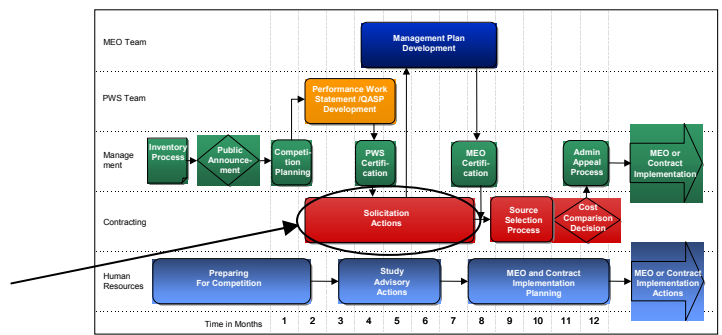 MEO Team
Management Plan
Development
PWS Team
Performance Work
Statement /QASP
Development
Manage
ment
Inventory
Process
Public
Announce-
ment
Competi-
tion
Planning
PWS
Certifi-
cation
MEO
Certifi-
cation
Admin
Appeal
Process
MEO or
Contract
Implementation
Contracting
Solicitation
Actions
Source
Selection
Process
Cost
Comparison
Decision
Human
Resources
Preparing
For Competition
Study
Advisory
Actions
MEO and Contract
Implementation
Planning
MEO or Contract
Implementation
Actions
Time in Months 1 2 3 4 5 6 7 8 9 10 11 12